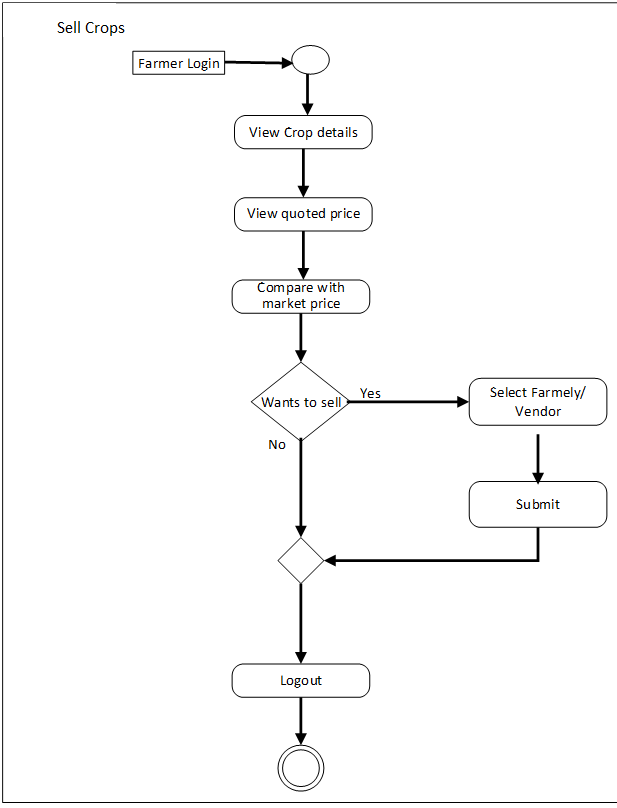 Sell Crops
Farmer Login
View Crop details
View quoted price
Compare with
market price
Wants to sell
Yes
Select Farmely/
Vendor
No
Submit
Logout